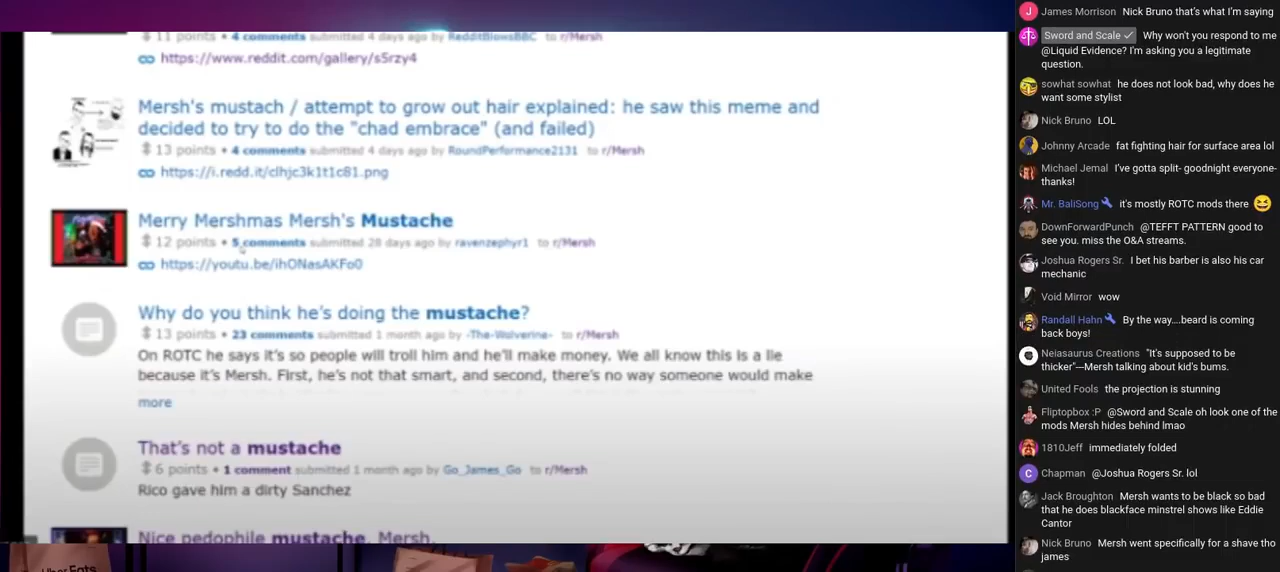 11 points • 4 comments submitted 4 days ago by RedditBlowsBBC to r/Mersh
https://www.reddit.com/gallery/s5rzy4
Mersh's mustach / attempt to grow out hair explained: he saw this meme and
decided to try to do the "chad embrace" (and failed)
13 points • 4 comments submitted 4 days ago by RoundPerformance2131 to r/Mersh
https://i.redd.it/clhjc3k1t1c81.png
Merry Mershmas Mersh's Mustache
12 points • 5 comments submitted 28 days ago by ravenzephyr1 to r/Mersh
https://youtu.be/ihONasAKFo0
Why do you think he's doing the mustache?
13 points • 23 comments submitted 1 month ago by -The-Wolverine- to r/Mersh
On ROTC he says it's so people will troll him and he'll make money. We all know this is a lie
because it's Mersh. First, he's not that smart, and second, there's no way someone would make
more
That's not a mustache
6 points • 1 comment submitted 1 month ago by Go_James_Go to r/Mersh
Rico gave him a dirty Sanchez
Nice pedophile mustache, Mersh.
Uber Eats
J James Morrison Nick Bruno that's what I'm saying
Sword and Scale ✓ Why won't you respond to me
@Liquid Evidence? I'm asking you a legitimate
question.
sowhat sowhat he does not look bad, why does he
want some stylist
Nick Bruno LOL
Johnny Arcade fat fighting hair for surface area lol
Michael Jemal I've gotta split- goodnight everyone-
thanks!
Mr. BaliSong it's mostly ROTC mods there 😆
DownForwardPunch @TEFFT PATTERN good to
see you. miss the O&A streams.
Joshua Rogers Sr. I bet his barber is also his car
mechanic
Void Mirror wow
Randall Hahn By the way....beard is coming
back boys!
Neiasaurus Creations "It's supposed to be
thicker"—Mersh talking about kid's bums.
United Fools the projection is stunning
Fliptopbox :P @Sword and Scale oh look one of the
mods Mersh hides behind lmao
1810Jeff immediately folded
C Chapman @Joshua Rogers Sr. lol
Jack Broughton Mersh wants to be black so bad
that he does blackface minstrel shows like Eddie
Cantor
Nick Bruno Mersh went specifically for a shave tho
james